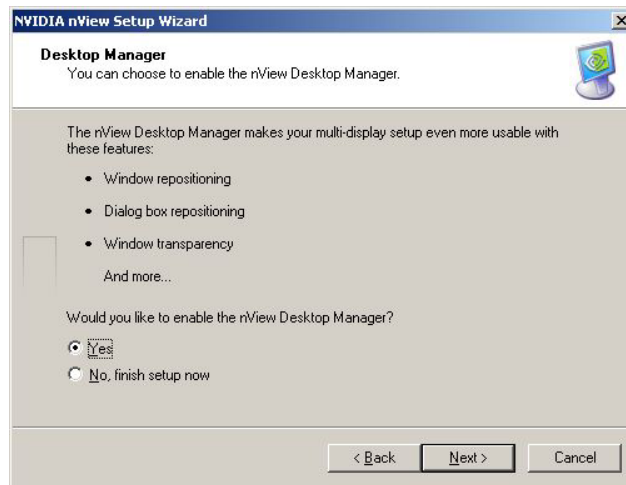 NVIDIA nView Setup Wizard
Desktop Manager
You can choose to enable the nView Desktop Manager.
The nView Desktop Manager makes your multi-display setup even more usable with
these features:
• Window repositioning
• Dialog box repositioning
• Window transparency
And more...
Would you like to enable the nView Desktop Manager?
Yes
No, finish setup now
< Back Next > Cancel